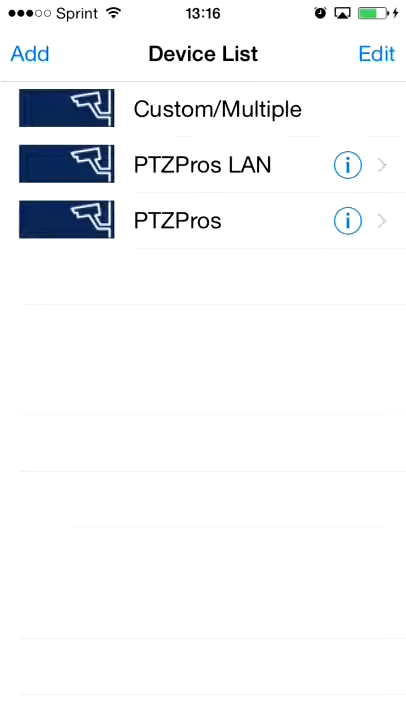 Sprint 13:16
Add Device List Edit
Custom/Multiple
PTZPros LAN
PTZPros